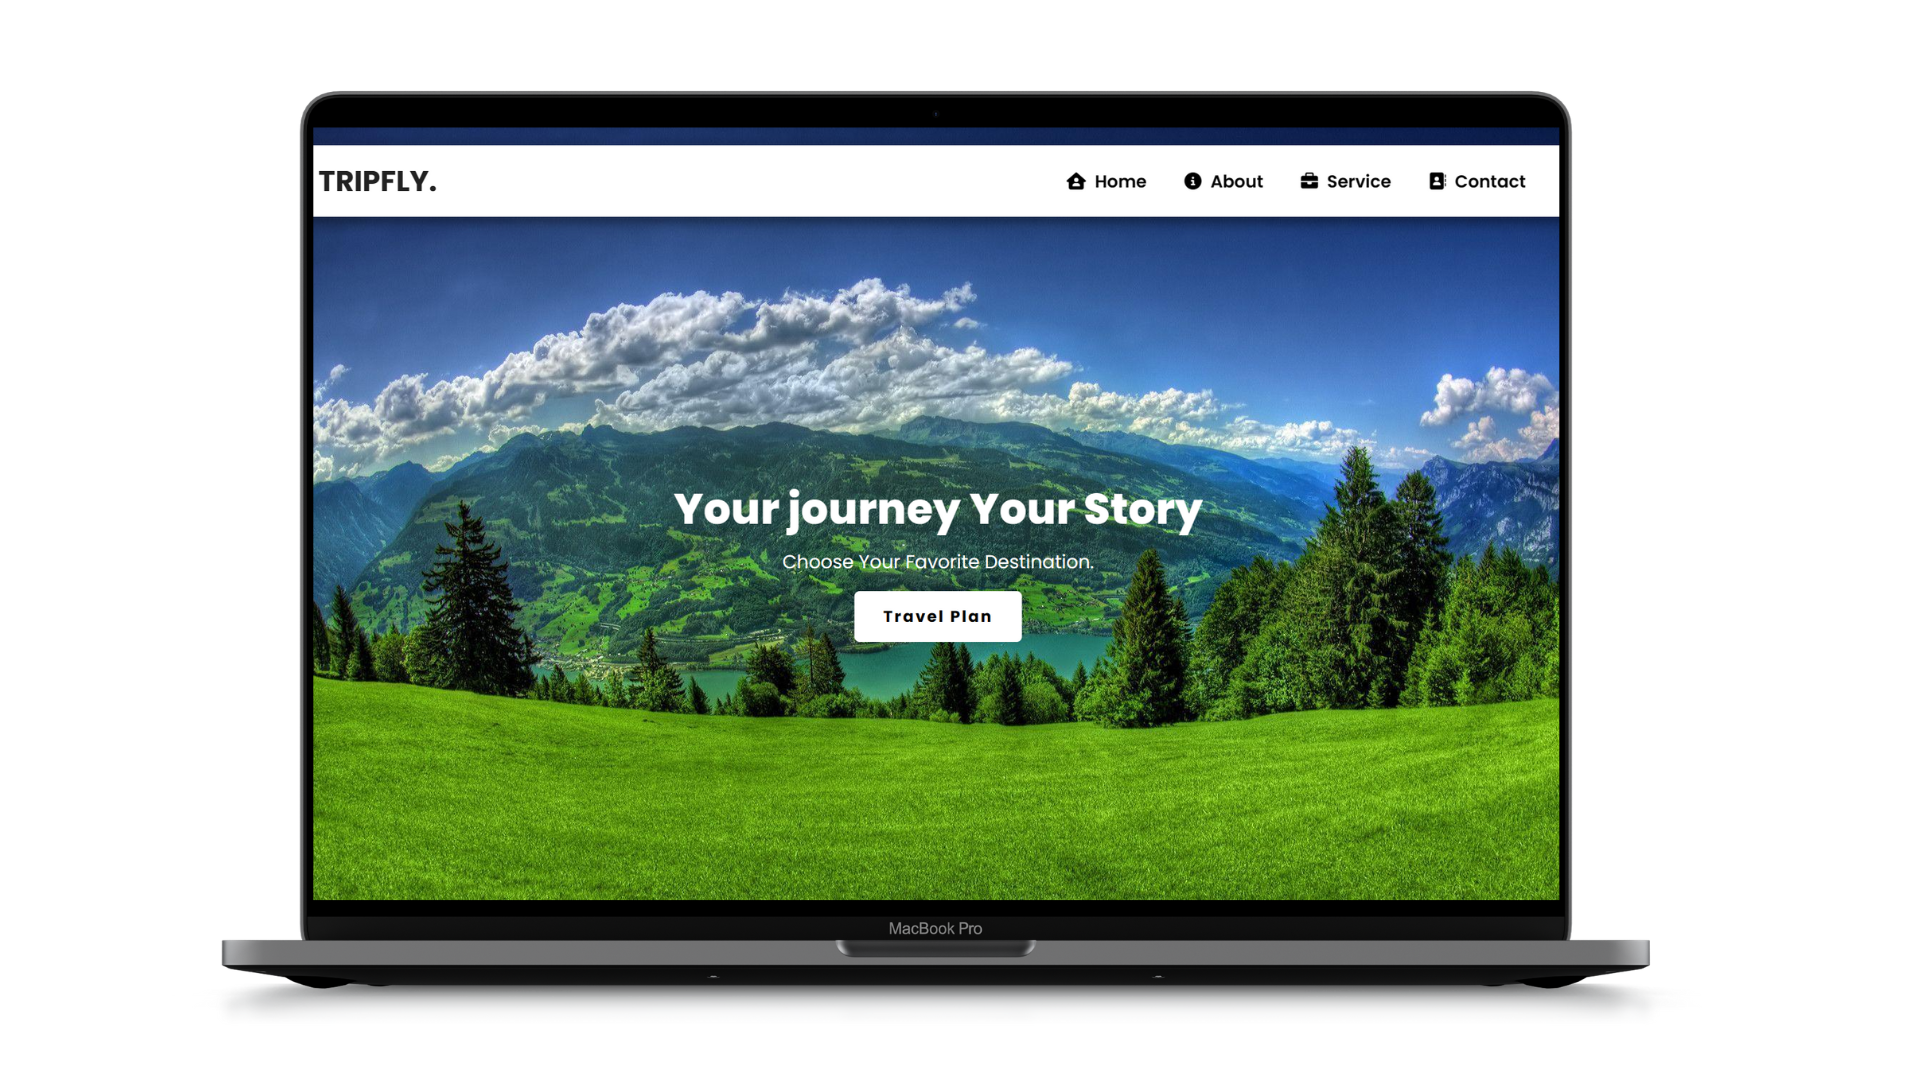 TRIPFLY.
Home About Service Contact
Your journey Your Story
Choose Your Favorite Destination.
Travel Plan
MacBook Pro